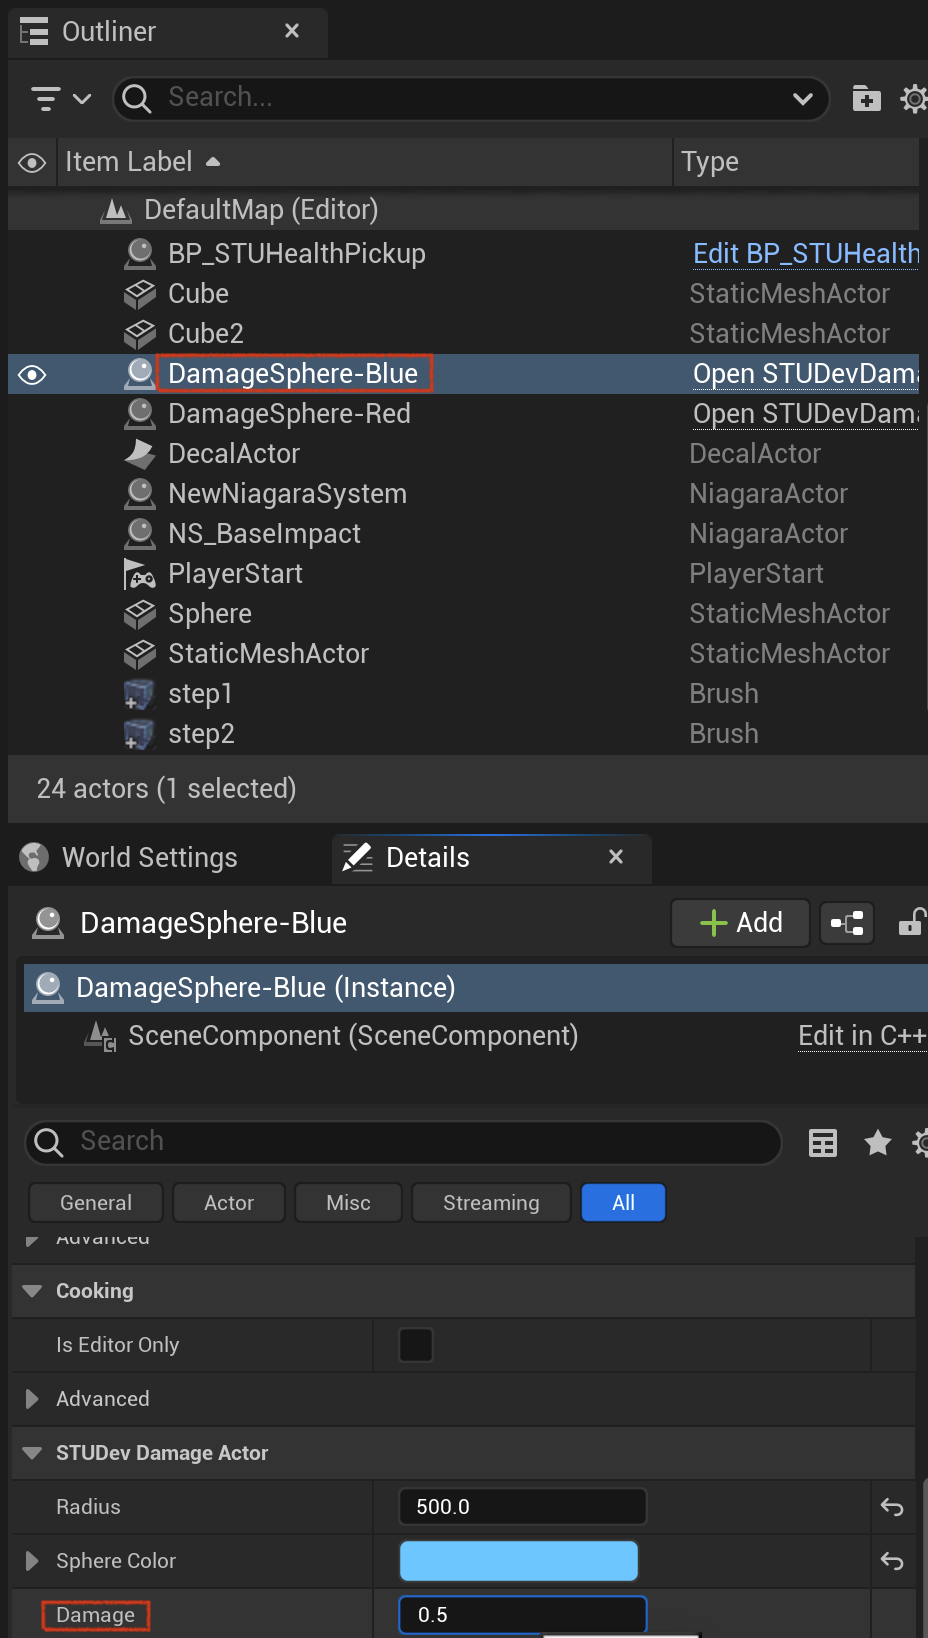 Outliner
Search...
Item Label Type
DefaultMap (Editor)
BP_STUHealthPickup Edit BP_STUHealth
Cube StaticMeshActor
Cube2 StaticMeshActor
DamageSphere-Blue Open STUDevDama
DamageSphere-Red Open STUDevDama
DecalActor DecalActor
NewNiagaraSystem NiagaraActor
NS_BaseImpact NiagaraActor
PlayerStart PlayerStart
Sphere StaticMeshActor
StaticMeshActor StaticMeshActor
step1 Brush
step2 Brush
24 actors (1 selected)
World Settings Details
DamageSphere-Blue Add
DamageSphere-Blue (Instance)
SceneComponent (SceneComponent) Edit in C++
Search
General Actor Misc Streaming All
Advanced
Cooking
Is Editor Only
Advanced
STUDev Damage Actor
Radius 500.0
Sphere Color
Damage 0.5